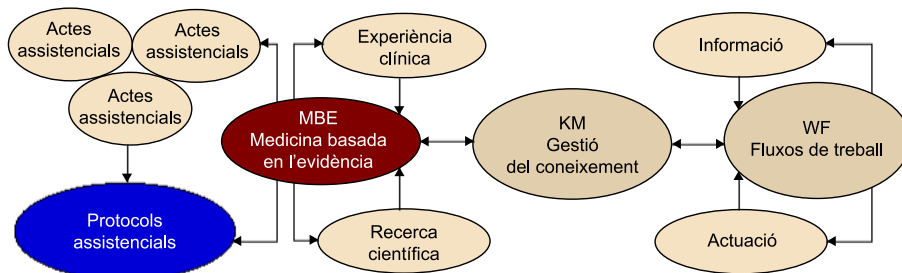 Actes
assistencials
Actes
assistencials
Actes
assistencials
Protocols
assistencials
Experiència
clínica
MBE
Medicina basada
en l'evidència
Recerca
científica
KM
Gestió
del coneixement
Informació
WF
Fluxos de treball
Actuació